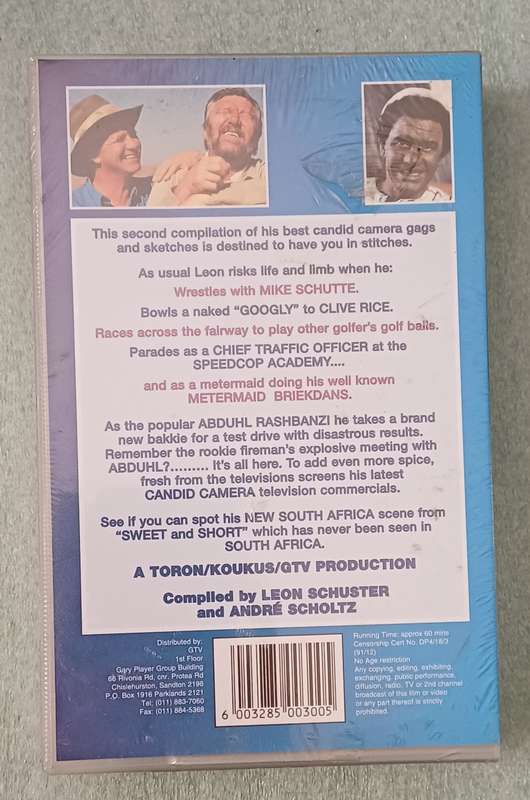 This second compilation of his best candid camera gags
and sketches is destined to have you in stitches.
As usual Leon risks life and limb when he:
Wrestles with MIKE SCHUTTE.
Bowls a naked "GOOGLY" to CLIVE RICE.
Races across the fairway to play other golfer's golf balls.
Parades as a CHIEF TRAFFIC OFFICER at the
SPEEDCOP ACADEMY....
and as a metermaid doing his well known
METERMAID BRIEKDANS.
As the popular ABDUHL RASHBANZI he takes a brand
new bakkie for a test drive with disastrous results.
Remember the rookie fireman's explosive meeting with
ABDUHL?......... It's all here. To add even more spice,
fresh from the televisions screens his latest
CANDID CAMERA television commercials.
See if you can spot his NEW SOUTH AFRICA scene from
"SWEET and SHORT" which has never been seen in
SOUTH AFRICA.
A TORON/KOUKUS/GTV PRODUCTION
Compiled by LEON SCHUSTER
and ANDRÉ SCHOLTZ
Distributed by:
GTV
1st Floor
Gary Player Group Building
68 Rivonia Rd, cnr. Protea Rd
Chislehurston, Sandton 2196
P.O. Box 1916 Parklands 2121
Tel: (011) 883-7060
Fax: (011) 884-5368
6 003285 003005
Running Time: approx 60 mins
Censorship Cert No. DP4/18/3
(91/12)
No Age restriction
Any copying, editing, exhibiting,
exchanging, public performance,
diffusion, radio, TV or 2nd channel
broadcast of this film or video
or any part thereof is strictly
prohibited.